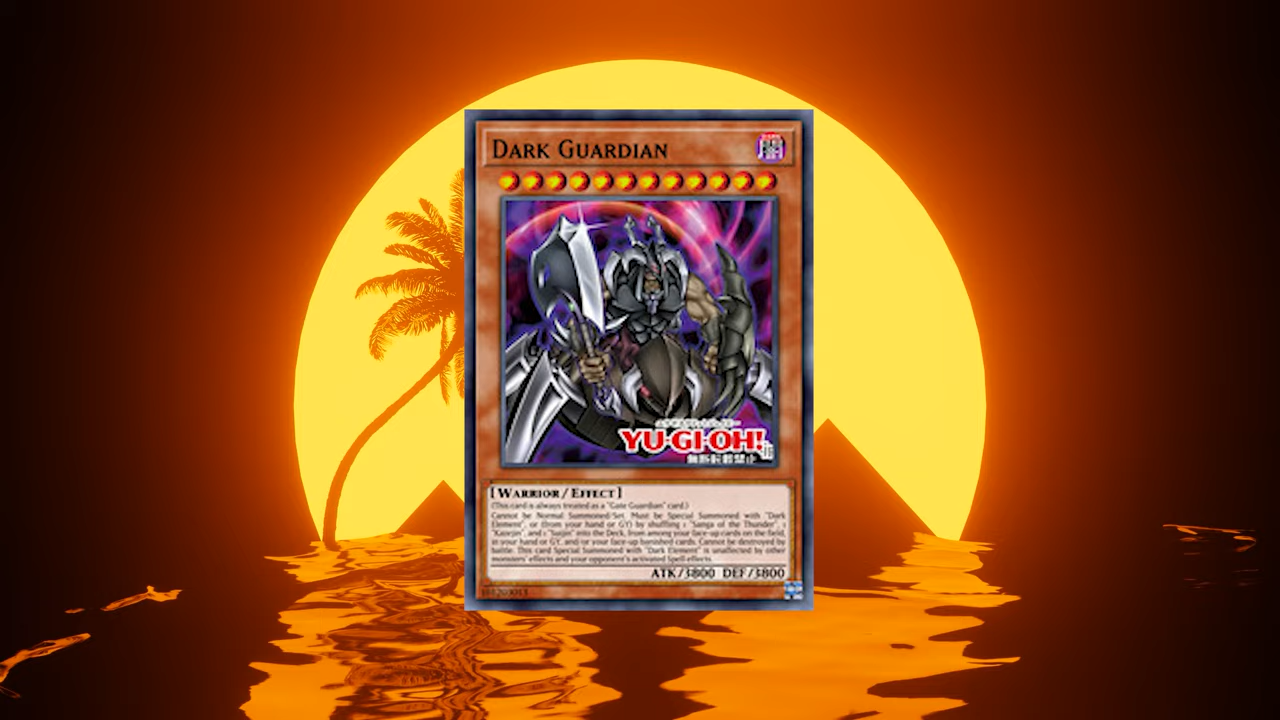 DARK GUARDIAN
YU-GI-OH!
[WARRIOR / EFFECT]
(This card is always treated as a "Gate Guardian" card.)
Cannot be Normal Summoned/Set. Must be Special Summoned with "Dark
Element", or (from your hand or GY) by shuffling 1 "Sanga of the Thunder", 1
"Kazejin", and 1 "Suijin" into the Deck, from among your face-up cards on the field,
in your hand or GY, and/or your face-up banished cards. Cannot be destroyed by
battle. This card Special Summoned with "Dark Element" is unaffected by other
monsters' effects and your opponent's activated Spell effects.
ATK/3800 DEF/3800